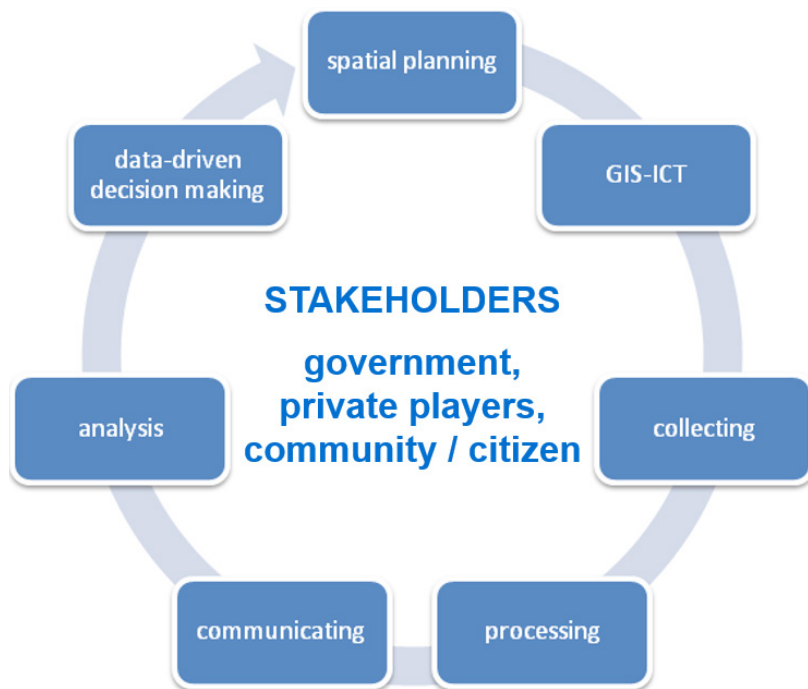 spatial planning
GIS-ICT
collecting
processing
communicating
analysis
data-driven
decision making
STAKEHOLDERS
government,
private players,
community / citizen